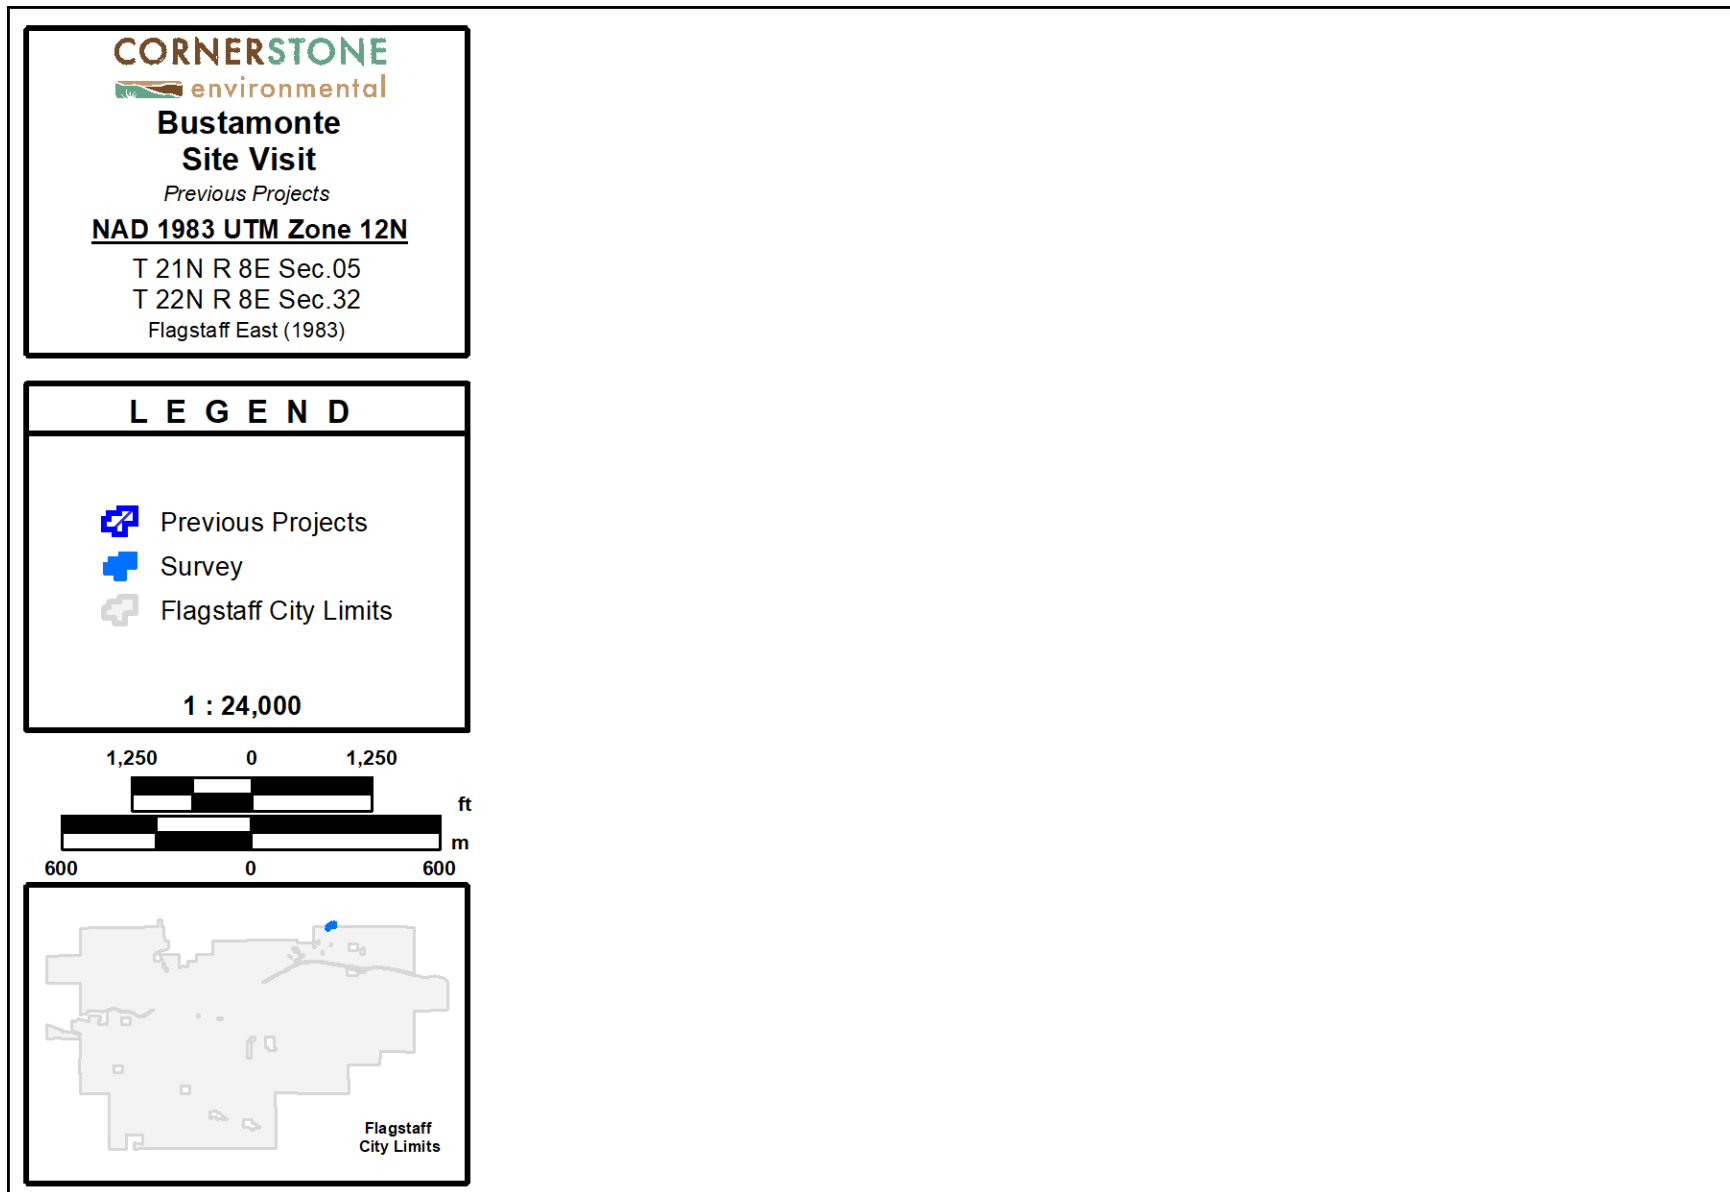 CORNERSTONE
environmental
Bustamonte
Site Visit
Previous Projects
NAD 1983 UTM Zone 12N
T 21N R 8E Sec.05
T 22N R 8E Sec.32
Flagstaff East (1983)
LEGEND
Previous Projects
Survey
Flagstaff City Limits
1 : 24,000
1,250 0 1,250
ft
m
600 0 600
Flagstaff
City Limits